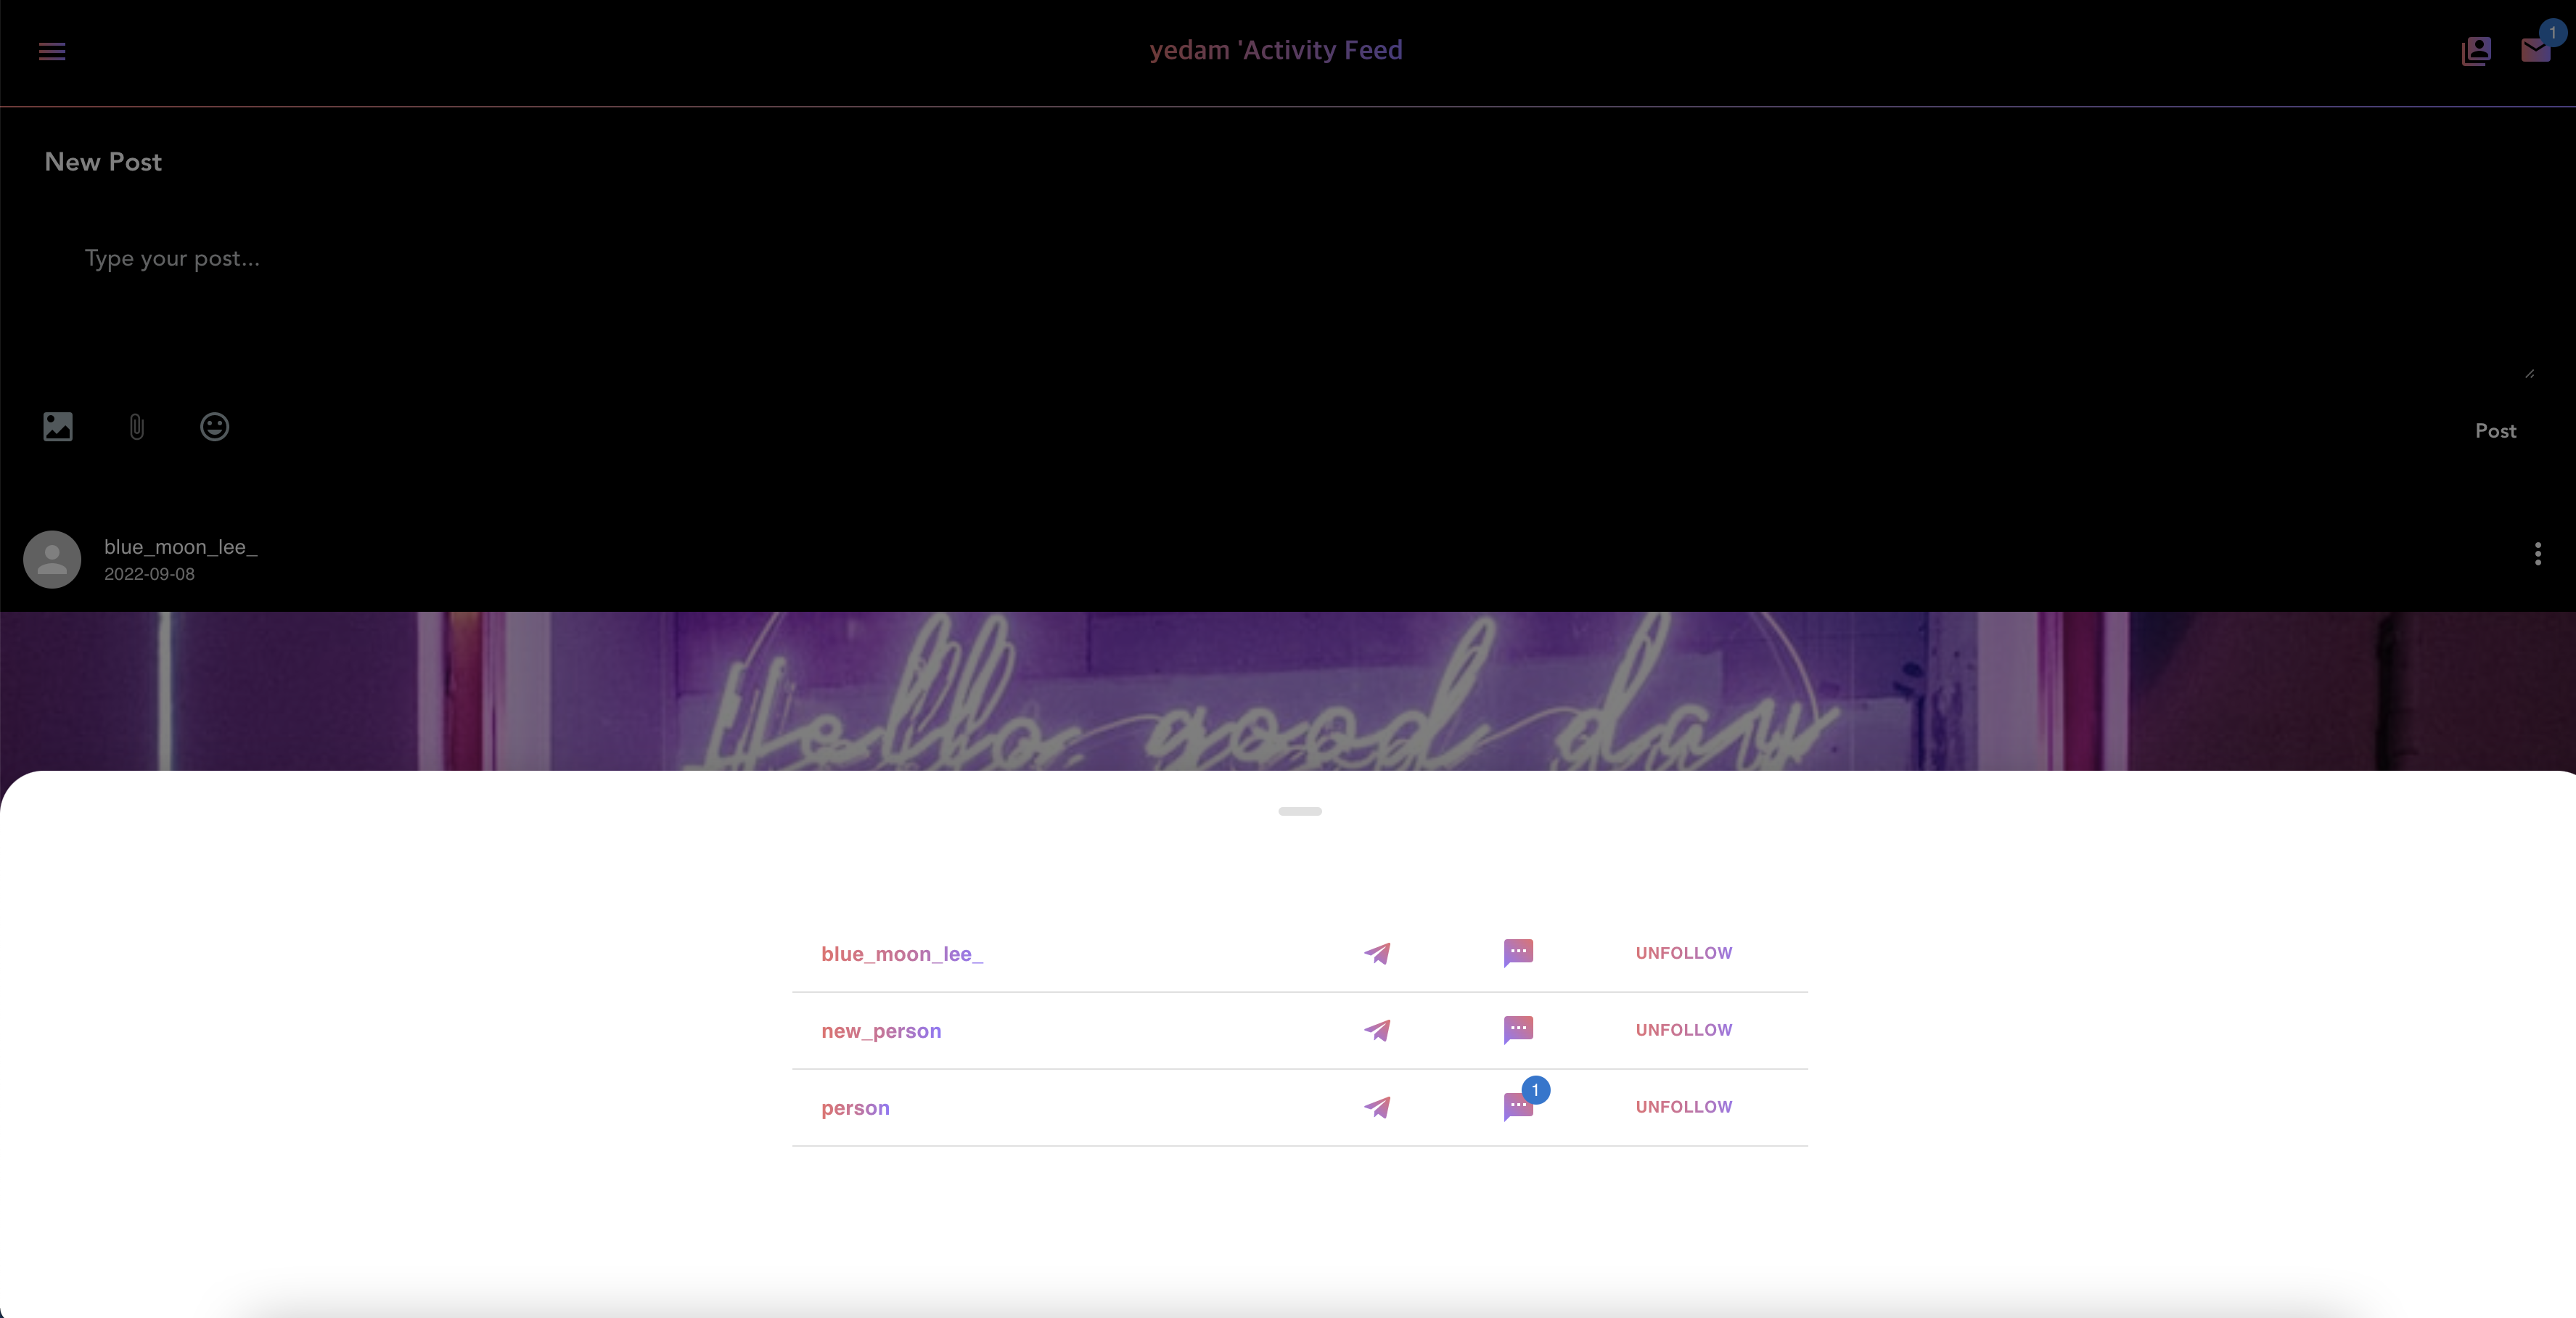 yedam 'Activity Feed
1
New Post
Type your post...
Post
blue_moon_lee_
2022-09-08
Hello good day
blue_moon_lee_ UNFOLLOW
new_person UNFOLLOW
person 1 UNFOLLOW